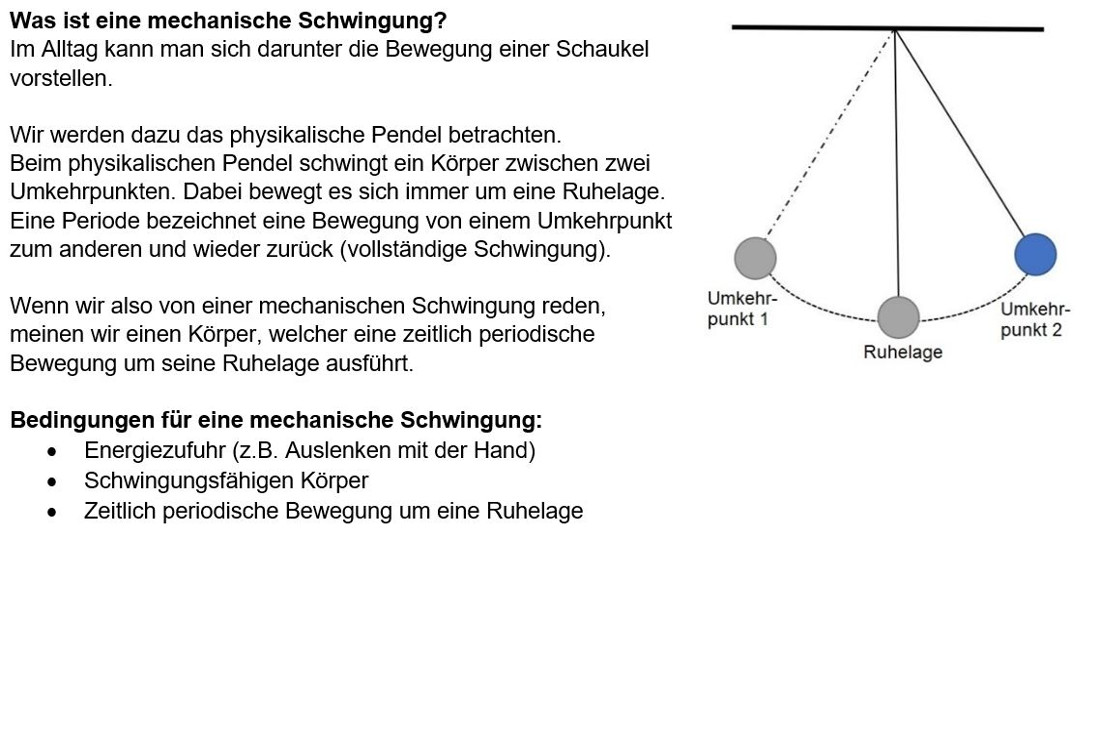 Was ist eine mechanische Schwingung?
Im Alltag kann man sich darunter die Bewegung einer Schaukel
vorstellen.
Wir werden dazu das physikalische Pendel betrachten.
Beim physikalischen Pendel schwingt ein Körper zwischen zwei
Umkehrpunkten. Dabei bewegt es sich immer um eine Ruhelage.
Eine Periode bezeichnet eine Bewegung von einem Umkehrpunkt
zum anderen und wieder zurück (vollständige Schwingung).
Wenn wir also von einer mechanischen Schwingung reden,
meinen wir einen Körper, welcher eine zeitlich periodische
Bewegung um seine Ruhelage ausführt.
Bedingungen für eine mechanische Schwingung:
• Energiezufuhr (z.B. Auslenken mit der Hand)
• Schwingungsfähigen Körper
• Zeitlich periodische Bewegung um eine Ruhelage
Umkehr-
punkt 1
Ruhelage
Umkehr-
punkt 2